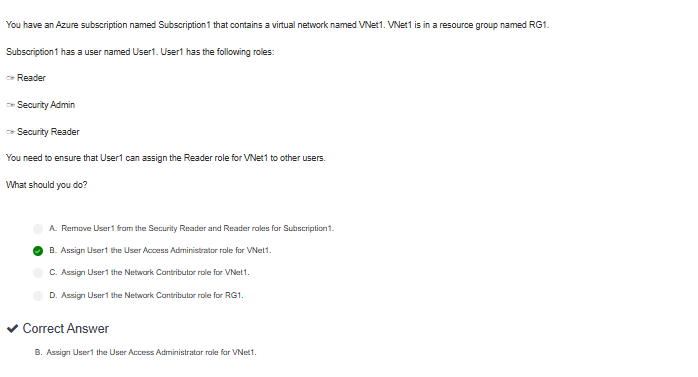 You have an Azure subscription named Subscription1 that contains a virtual network named VNet1. VNet1 is in a resource group named RG1.
Subscription1 has a user named User1. User1 has the following roles:
Reader
Security Admin
Security Reader
You need to ensure that User1 can assign the Reader role for VNet1 to other users.
What should you do?
A. Remove User1 from the Security Reader and Reader roles for Subscription1.
B. Assign User1 the User Access Administrator role for VNet1.
C. Assign User1 the Network Contributor role for VNet1.
D. Assign User1 the Network Contributor role for RG1.
Correct Answer
B. Assign User1 the User Access Administrator role for VNet1.